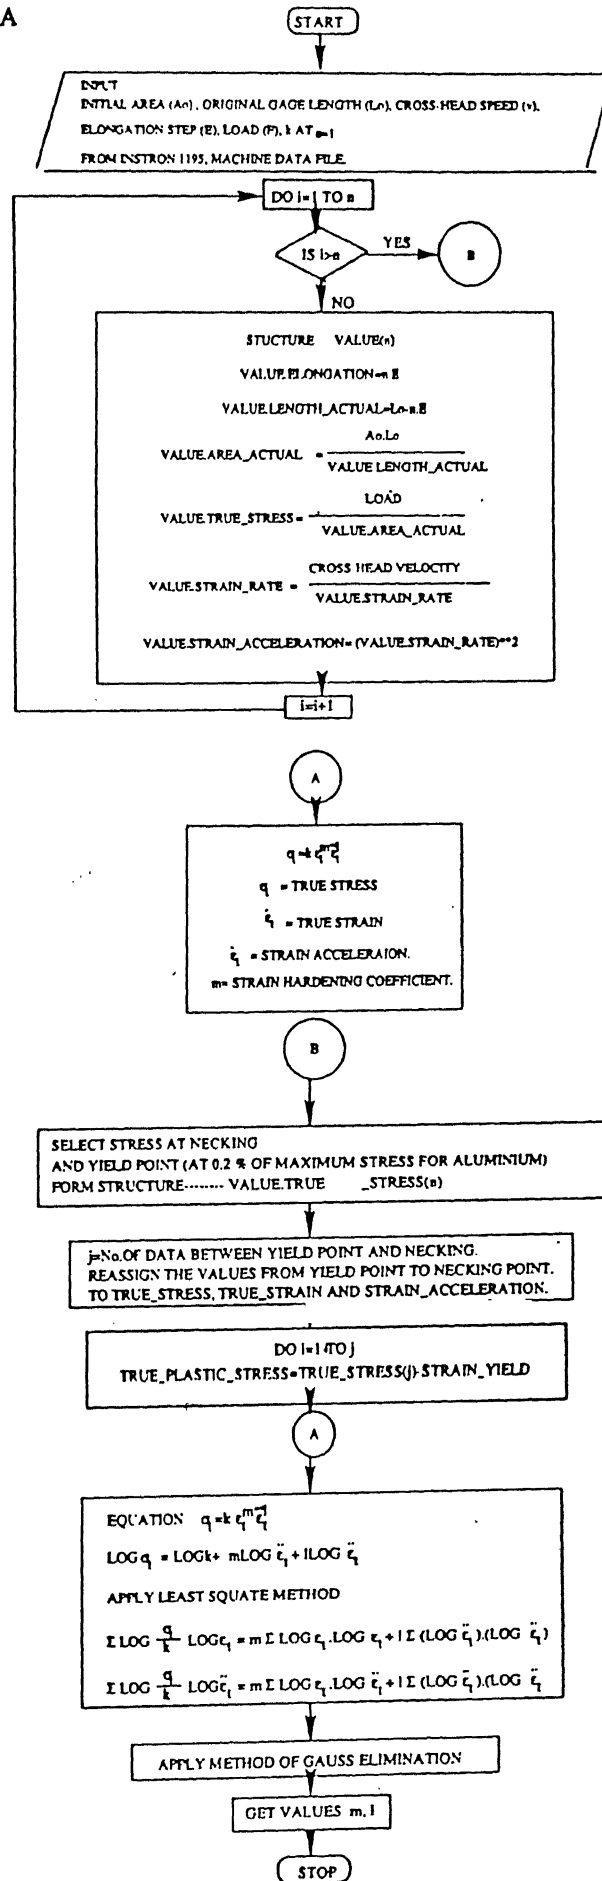 A
START
INPUT
INITIAL AREA (Ao), ORIGINAL GAGE LENGTH (Lo), CROSS-HEAD SPEED (v),
ELONGATION STEP (E), LOAD (F), k AT
FROM INSTRON 1195, MACHINE DATA FILE.
DO i=1 TO n
IS i>n
YES
B
NO
STUCTURE VALUE(n)
VALUE.ELONGATION=n.E
VALUE.LENGTH_ACTUAL=Lo-n.E
VALUE.AREA_ACTUAL = Ao.Lo
VALUE LENGTH_ACTUAL
VALUE.TRUE_STRESS= LOAD
VALUE.AREA_ACTUAL
VALUE.STRAIN_RATE = CROSS HEAD VELOCITY
VALUE.STRAIN_RATE
VALUE.STRAIN_ACCELERATION= (VALUE.STRAIN_RATE)**2
i=i+1
A
= TRUE STRESS
= TRUE STRAIN
= STRAIN ACCELERAION.
m= STRAIN HARDENING COEFFICIENT.
B
SELECT STRESS AT NECKING
AND YIELD POINT (AT 0.2 % OF MAXIMUM STRESS FOR ALUMINIUM)
FORM STRUCTURE-------- VALUE.TRUE _STRESS(n)
j=No.OF DATA BETWEEN YIELD POINT AND NECKING.
REASSIGN THE VALUES FROM YIELD POINT TO NECKING POINT.
TO TRUE_STRESS, TRUE_STRAIN AND STRAIN_ACCELERATION.
DO i=1 TO j
TRUE_PLASTIC_STRESS=TRUE_STRESS(j)-STRAIN_YIELD
A
EQUATION
APPLY LEAST SQUATE METHOD
APPLY METHOD OF GAUSS ELIMINATION
GET VALUES m, l
STOP